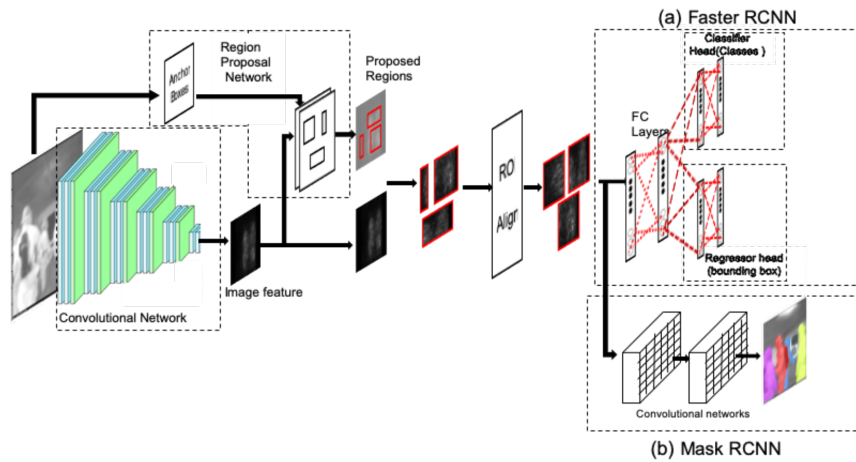 (a) Faster RCNN
Region
Proposal
Network
Proposed
Regions
Anchor
Boxes
Classifier
Head(Classes )
FC
Layers
RO
Align
Image feature
Convolutional Network
Regressor head
(bounding box)
Convolutional networks
(b) Mask RCNN